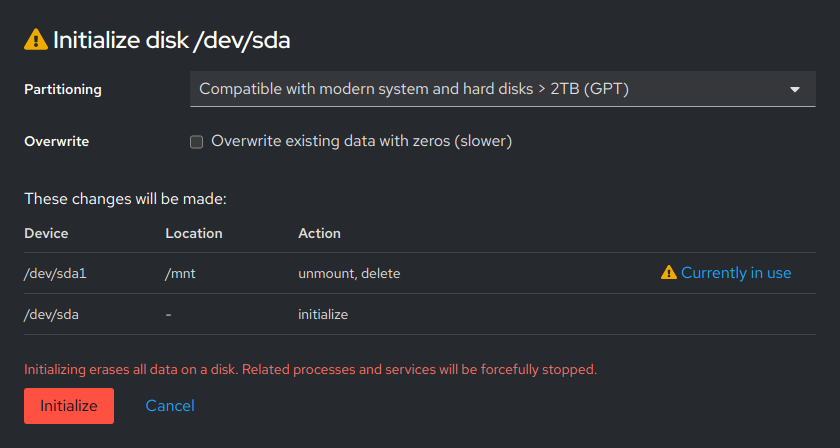 Initialize disk /dev/sda
Partitioning Compatible with modern system and hard disks > 2TB (GPT)
Overwrite Overwrite existing data with zeros (slower)
These changes will be made:
Device Location Action
/dev/sda1 /mnt unmount, delete Currently in use
/dev/sda - initialize
Initializing erases all data on a disk. Related processes and services will be forcefully stopped.
Initialize Cancel